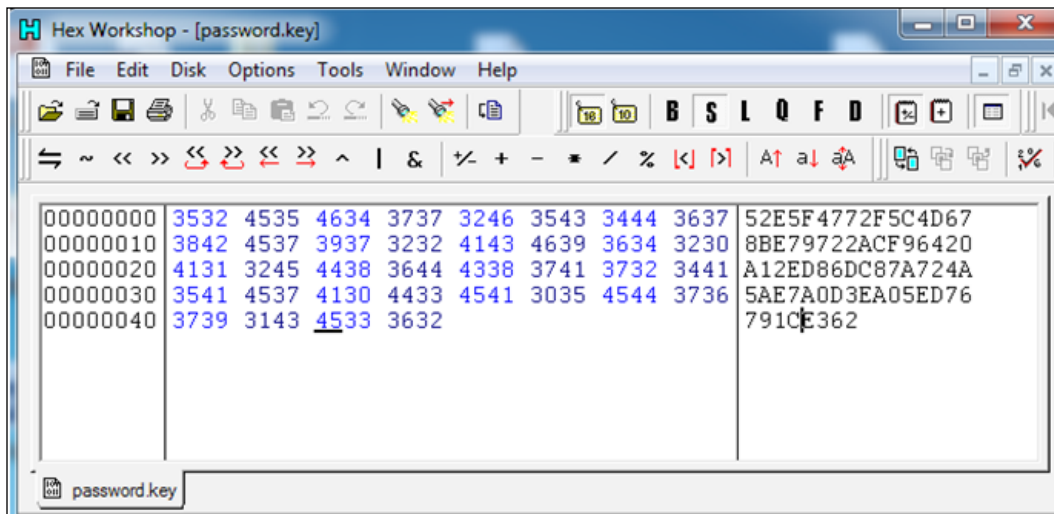 Hex Workshop - [password.key]
File Edit Disk Options Tools Window Help
16 10 B S L Q F D
00000000 3532 4535 4634 3737 3246 3543 3444 3637 52E5F4772F5C4D67
00000010 3842 4537 3937 3232 4143 4639 3634 3230 8BE79722ACF96420
00000020 4131 3245 4438 3644 4338 3741 3732 3441 A12ED86DC87A724A
00000030 3541 4537 4130 4433 4541 3035 4544 3736 5AE7A0D3EA05ED76
00000040 3739 3143 4533 3632 791CE362
password.key